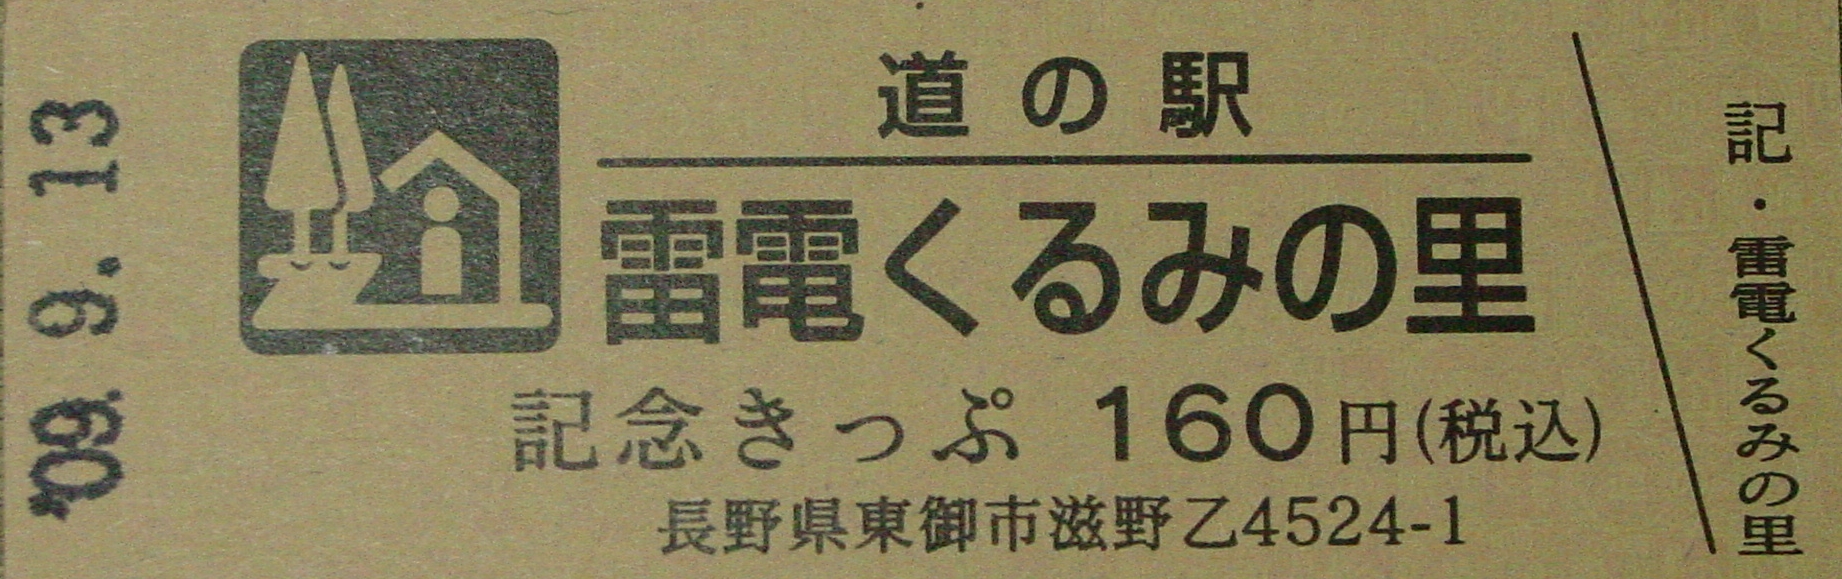 '09. 9. 13
道の駅
雷電くるみの里
記念きっぷ 160円(税込)
長野県東御市滋野乙4524-1
記・雷電くるみの里